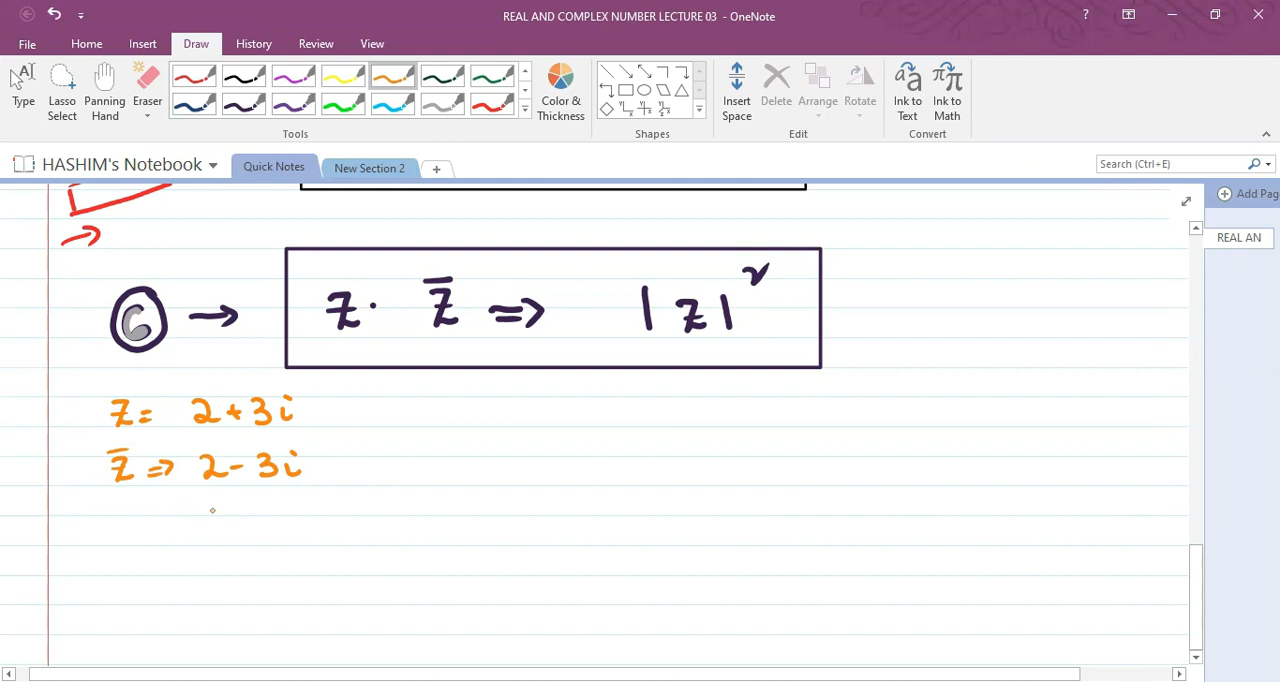 REAL AND COMPLEX NUMBER LECTURE 03 - OneNote
?
File Home Insert Draw History Review View
Type Lasso Select Panning Hand Eraser Color & Thickness Insert Space Delete Arrange Rotate Ink to Text Ink to Math
Tools Shapes Edit Convert
HASHIM's Notebook Quick Notes New Section 2 + Search (Ctrl+E)
Add Pag
REAL AN
→
C → z · z̄ ⇒ |z|²
z = 2 + 3i
z̄ ⇒ 2 - 3i